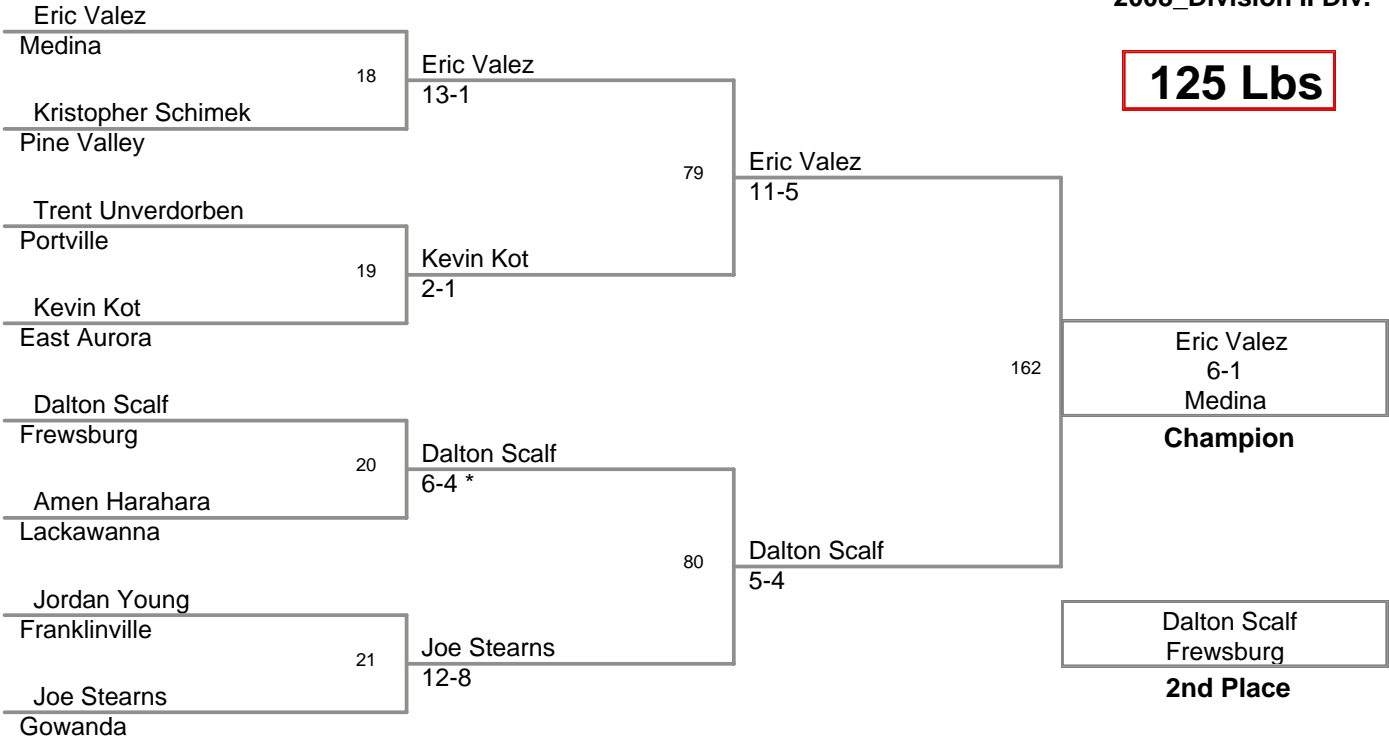 2008_Division II Div.
125 Lbs
Eric Valez
Medina
18
Kristopher Schimek
Pine Valley
Eric Valez
13-1
Trent Unverdorben
Portville
19
Kevin Kot
East Aurora
Kevin Kot
2-1
79
Eric Valez
11-5
Dalton Scalf
Frewsburg
20
Amen Harahara
Lackawanna
Dalton Scalf
6-4 *
Jordan Young
Franklinville
21
Joe Stearns
Gowanda
Joe Stearns
12-8
80
Dalton Scalf
5-4
162
Eric Valez
6-1
Medina
Champion
Dalton Scalf
Frewsburg
2nd Place